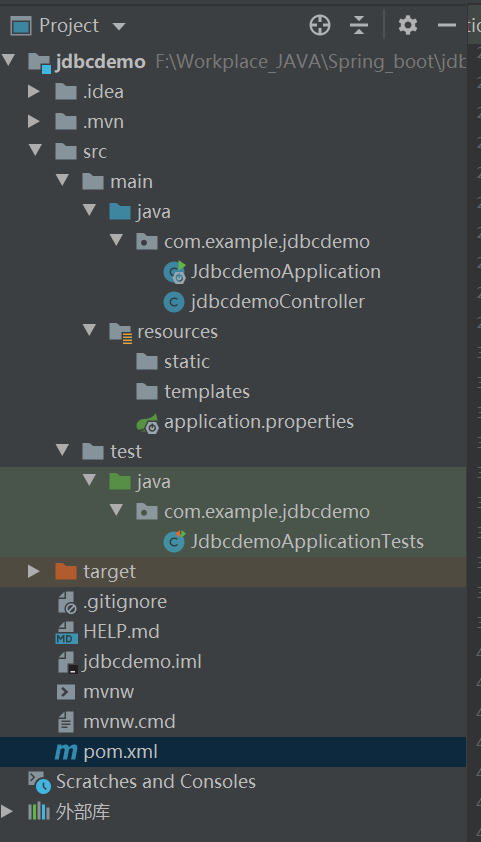 Project
jdbcdemo F:\Workplace_JAVA\Spring_boot\jdb
.idea
.mvn
src
main
java
com.example.jdbcdemo
JdbcdemoApplication
jdbcdemoController
resources
static
templates
application.properties
test
java
com.example.jdbcdemo
JdbcdemoApplicationTests
target
.gitignore
MD HELP.md
jdbcdemo.iml
mvnw
mvnw.cmd
m pom.xml
Scratches and Consoles
外部库